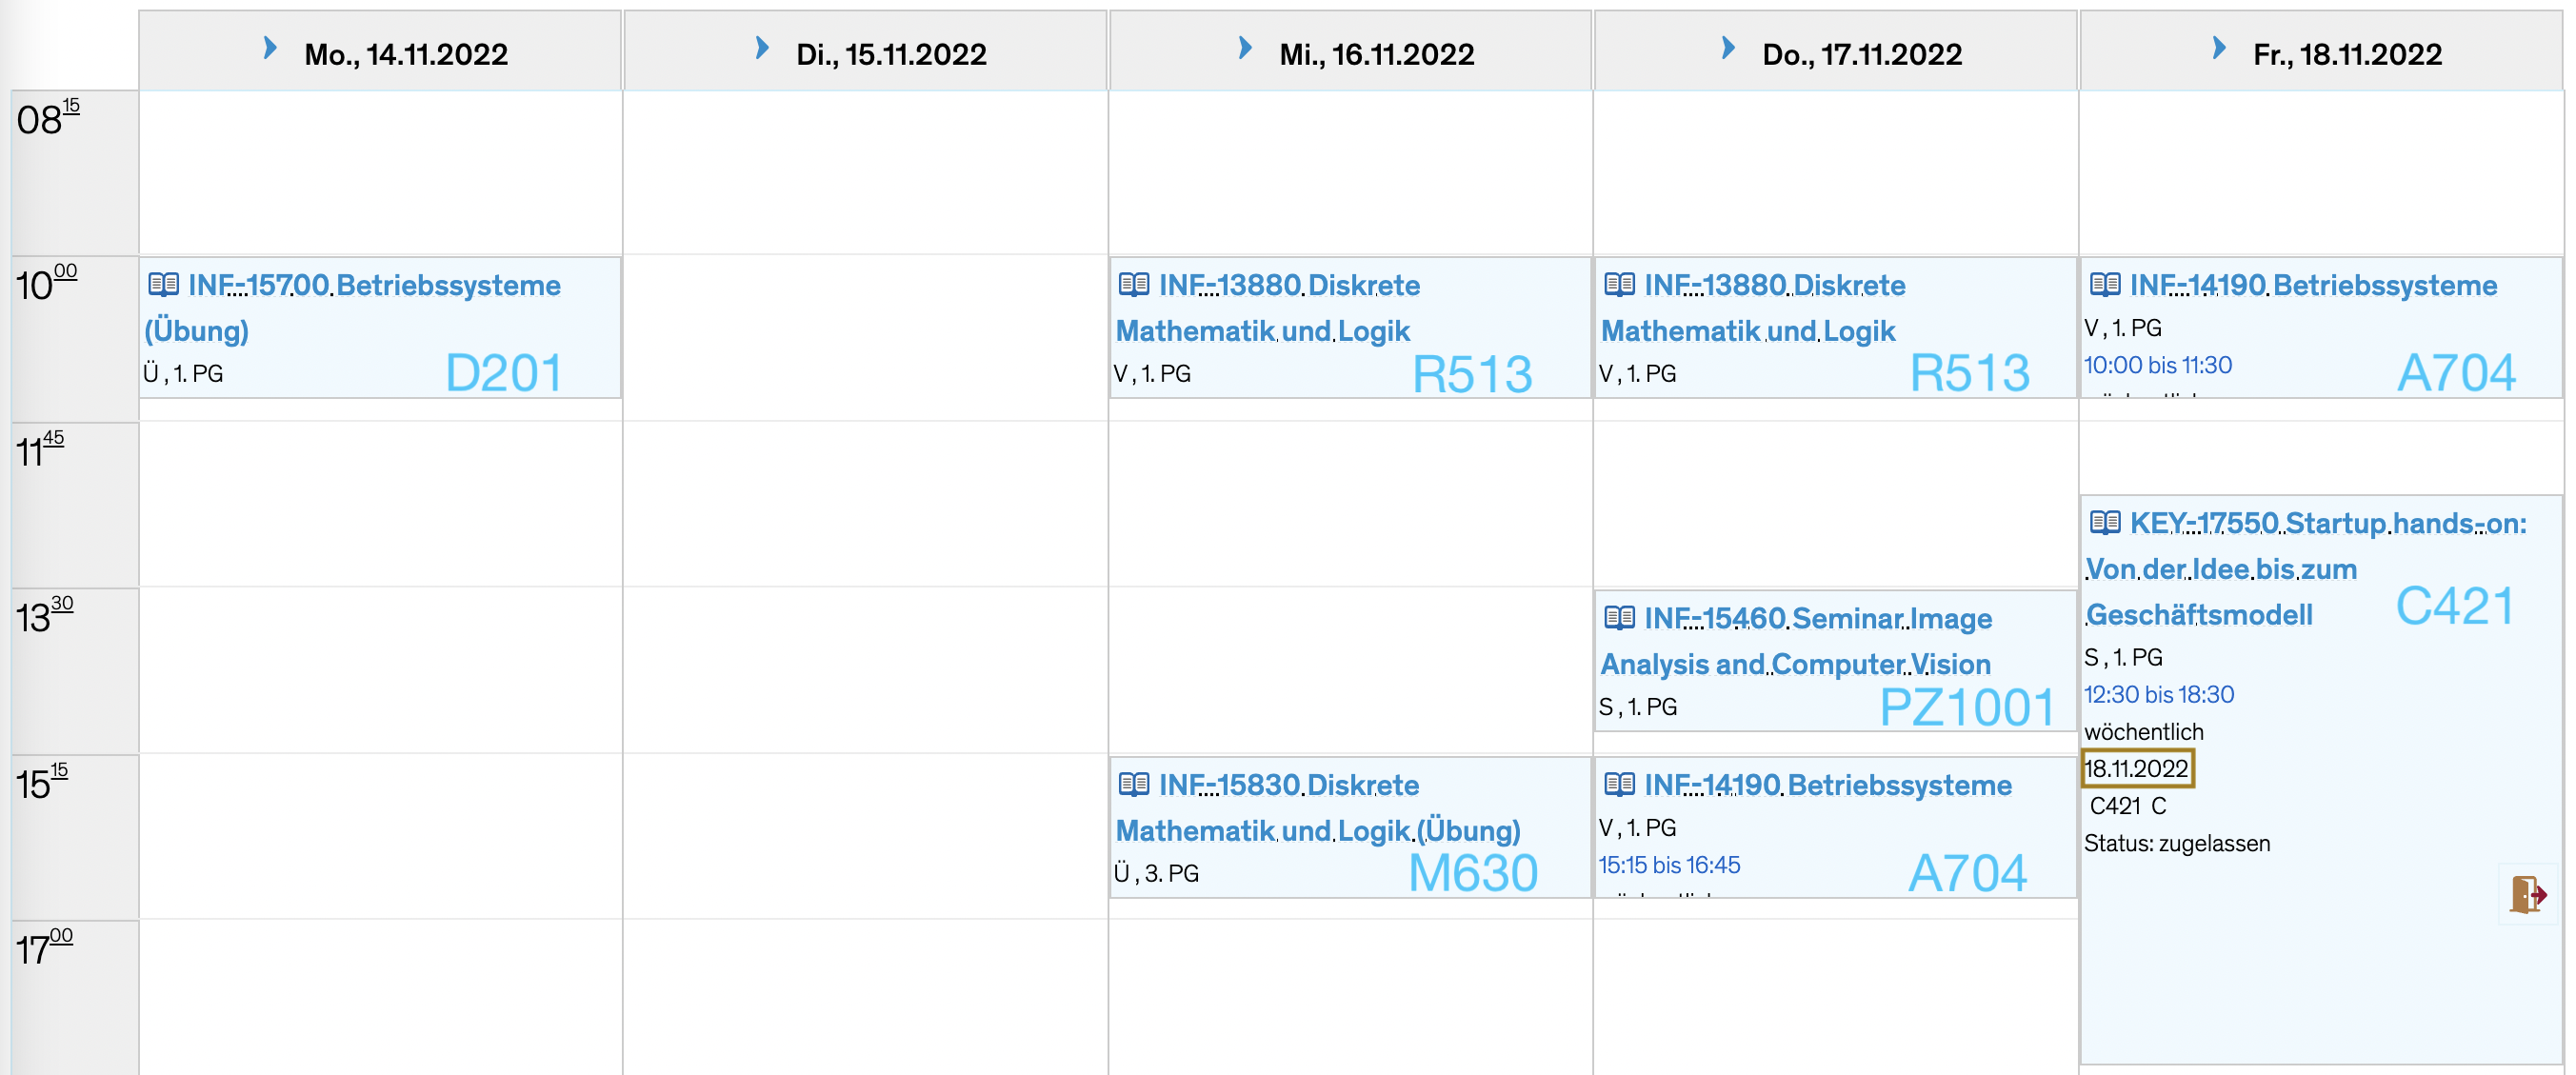 Mo., 14.11.2022
Di., 15.11.2022
Mi., 16.11.2022
Do., 17.11.2022
Fr., 18.11.2022
08 15
10 00
INF-15700 Betriebssysteme
(Übung)
Ü , 1. PG
D201
INF-13880 Diskrete
Mathematik und Logik
V , 1. PG
R513
INF-13880 Diskrete
Mathematik und Logik
V , 1. PG
R513
INF-14190 Betriebssysteme
V , 1. PG
10:00 bis 11:30
A704
11 45
KEY-17550 Startup hands-on:
Von der Idee bis zum
Geschäftsmodell
C421
S , 1. PG
12:30 bis 18:30
wöchentlich
18.11.2022
C421 C
Status: zugelassen
13 30
INF-15460 Seminar Image
Analysis and Computer Vision
S , 1. PG
PZ1001
15 15
INF-15830 Diskrete
Mathematik und Logik (Übung)
Ü , 3. PG
M630
INF-14190 Betriebssysteme
V , 1. PG
15:15 bis 16:45
A704
17 00